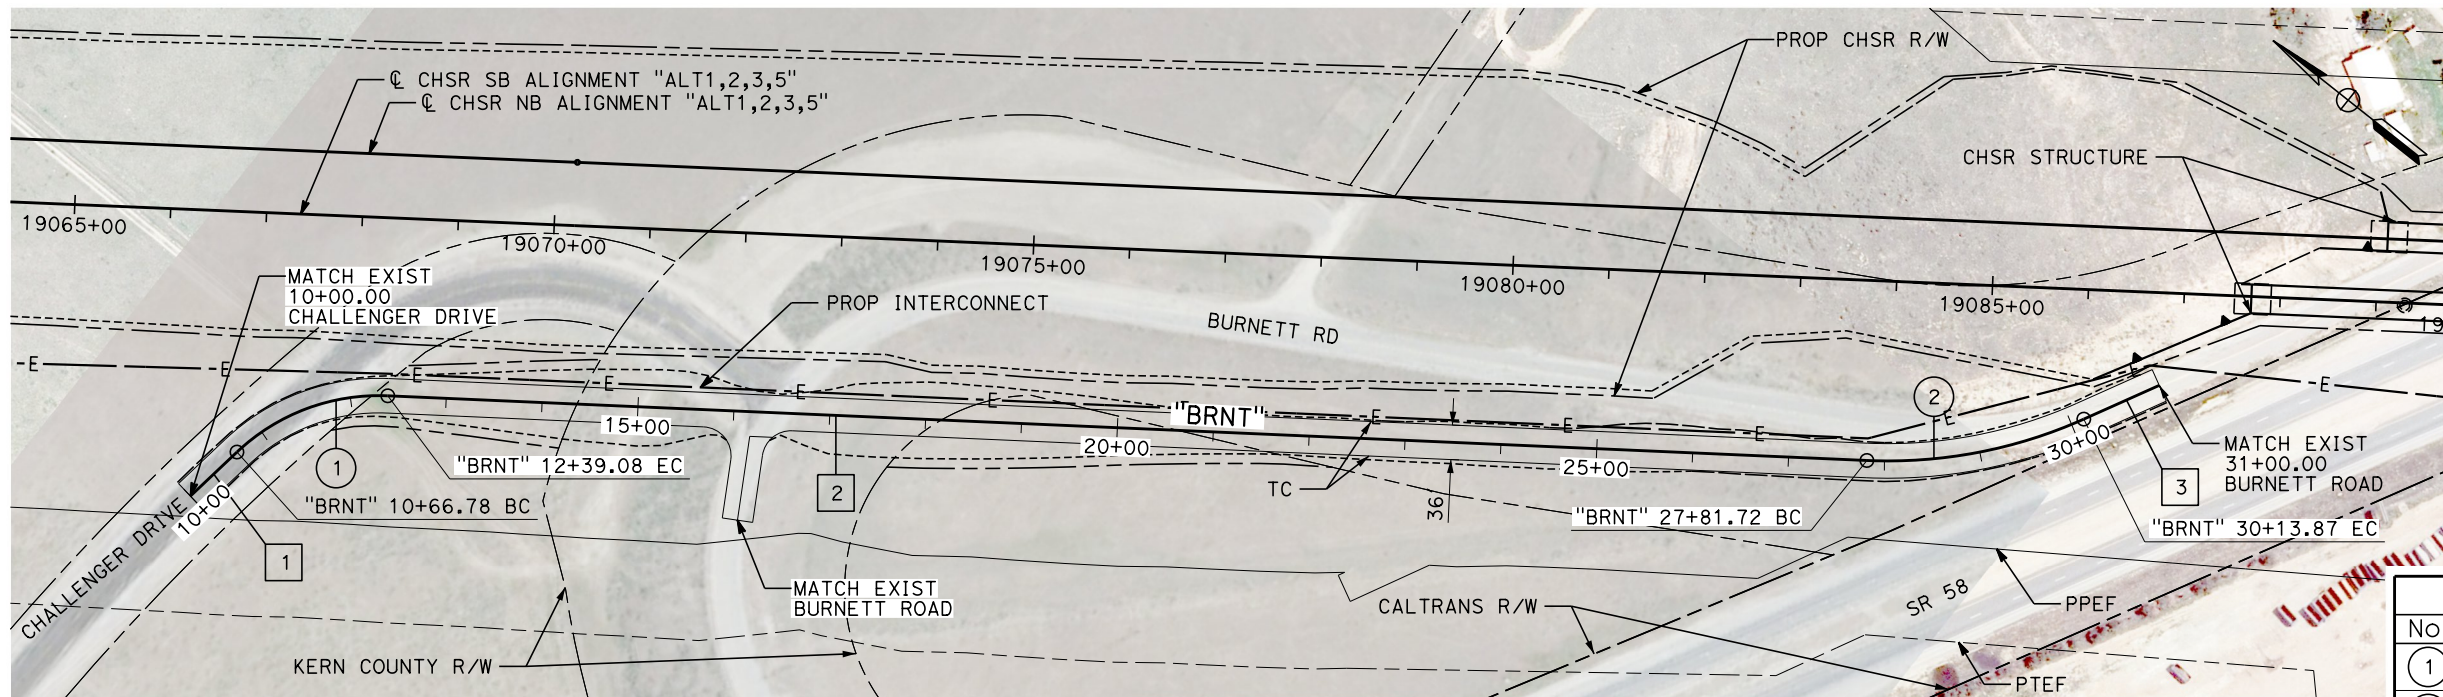 PROP CHSR R/W
℄ CHSR SB ALIGNMENT "ALT1,2,3,5"
℄ CHSR NB ALIGNMENT "ALT1,2,3,5"
CHSR STRUCTURE
19065+00
19070+00
19075+00
19080+00
19085+00
19
MATCH EXIST
10+00.00
CHALLENGER DRIVE
PROP INTERCONNECT
BURNETT RD
E
E
E
E
E
E
E
E
E
E
E
E
E
"BRNT"
15+00
20+00
25+00
30+00
10+00
1
2
"BRNT" 12+39.08 EC
"BRNT" 10+66.78 BC
2
TC
36
"BRNT" 27+81.72 BC
MATCH EXIST
31+00.00
BURNETT ROAD
3
"BRNT" 30+13.87 EC
CHALLENGER DRIVE
1
MATCH EXIST
BURNETT ROAD
CALTRANS R/W
SR 58
PPEF
KERN COUNTY R/W
PTEF
No
1